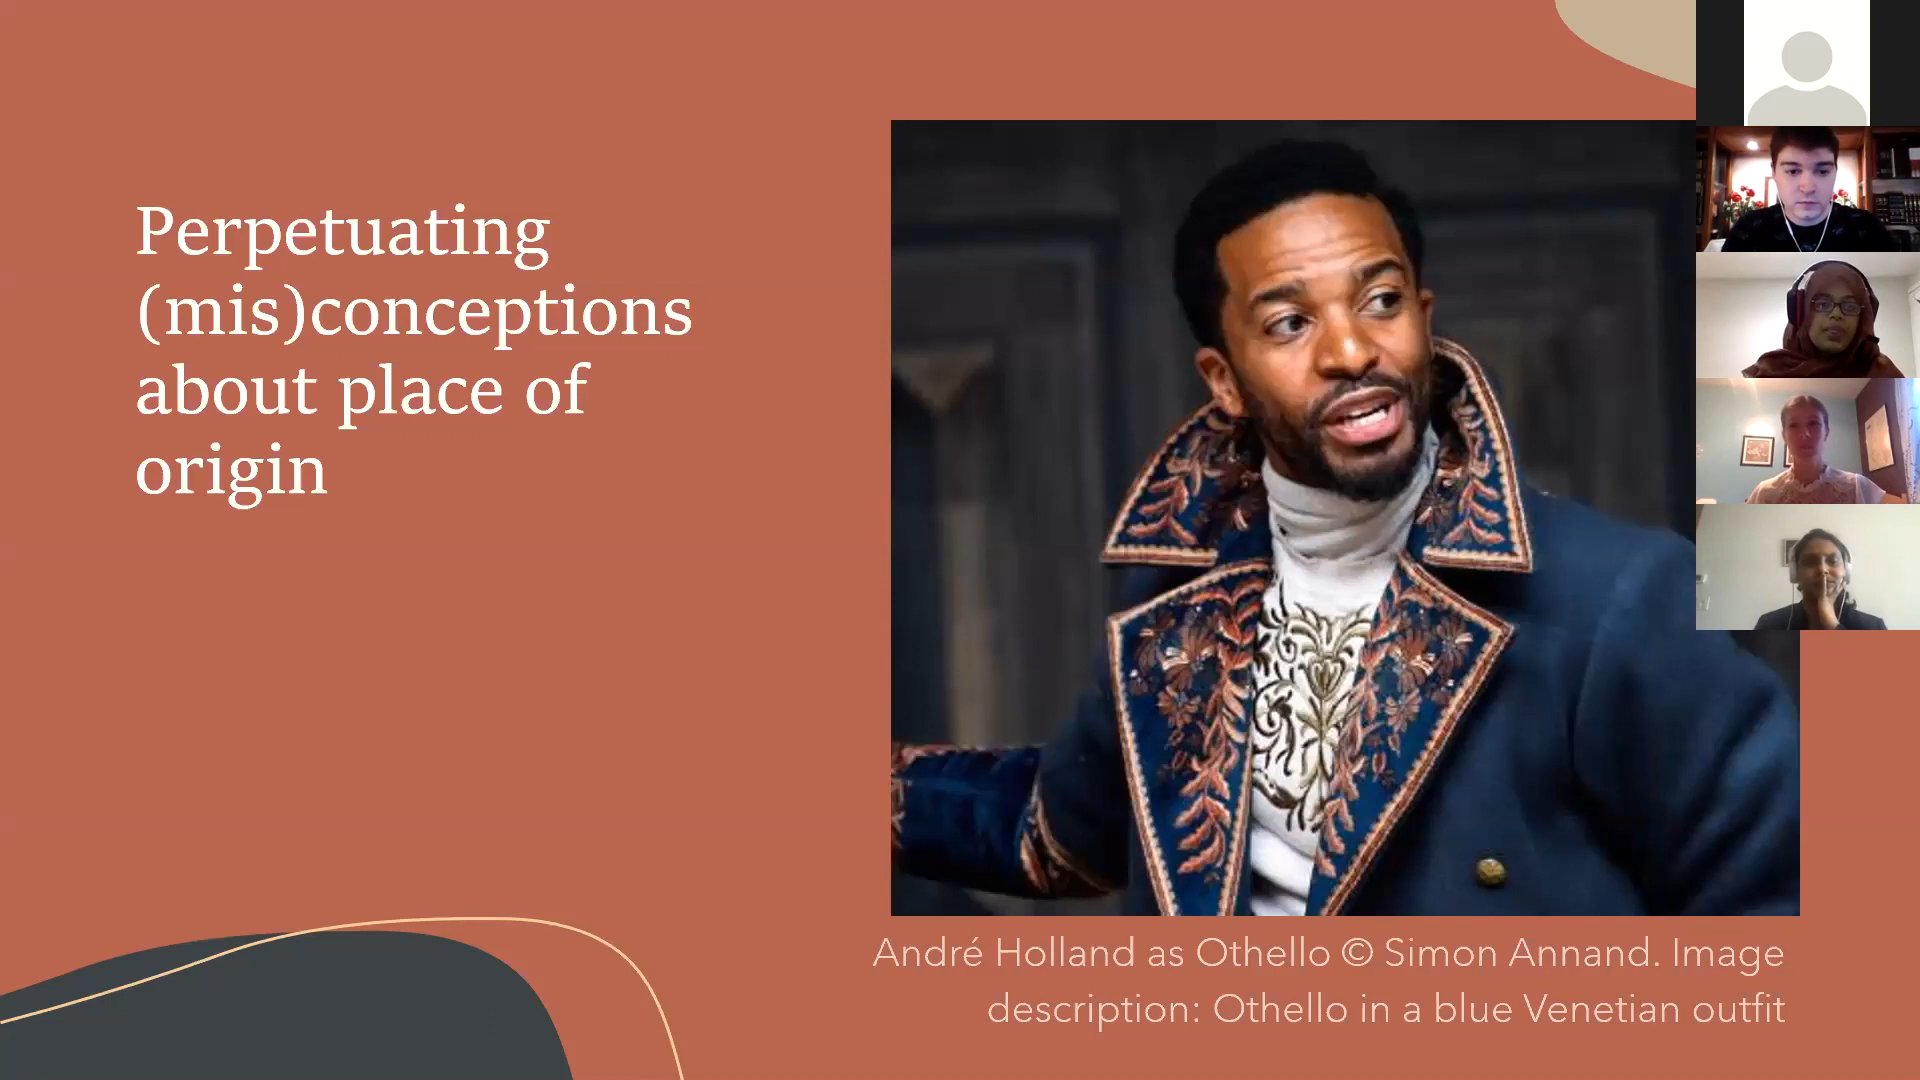 Perpetuating
(mis)conceptions
about place of
origin
André Holland as Othello © Simon Annand. Image
description: Othello in a blue Venetian outfit